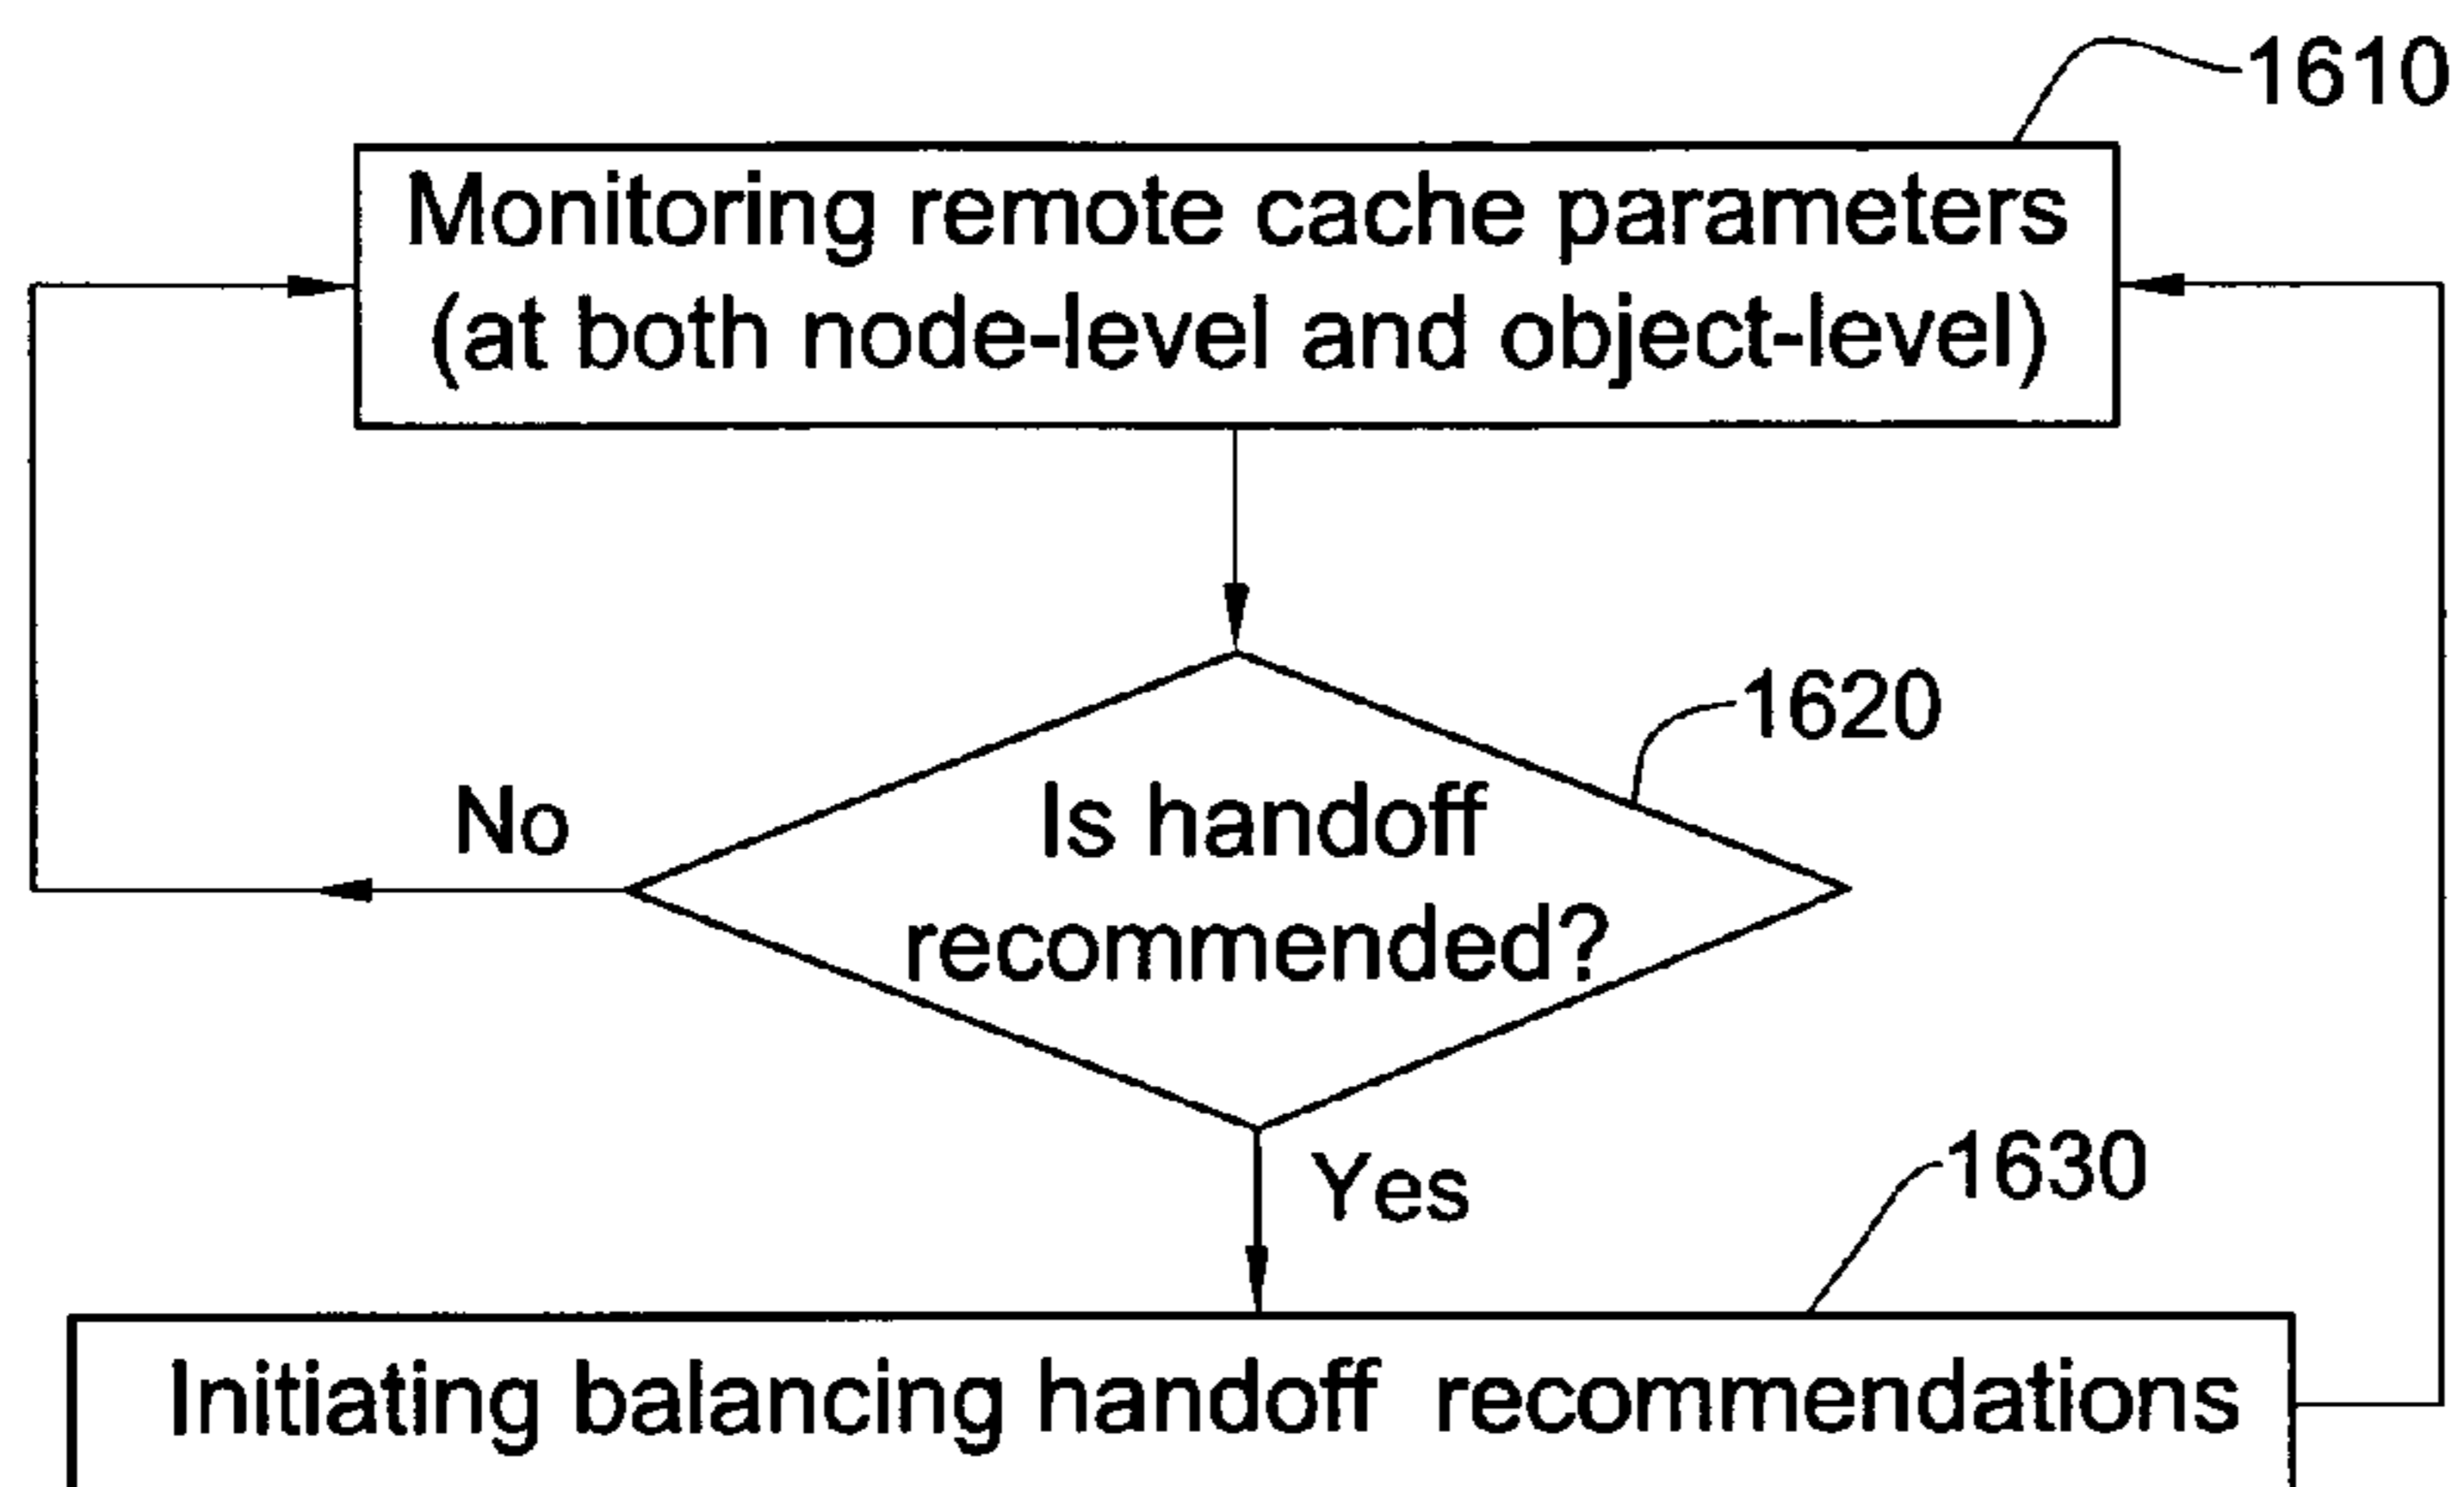 1610
Monitoring remote cache parameters
(at both node-level and object-level)
1620
No
Is handoff
recommended?
Yes
1630
Initiating balancing handoff recommendations